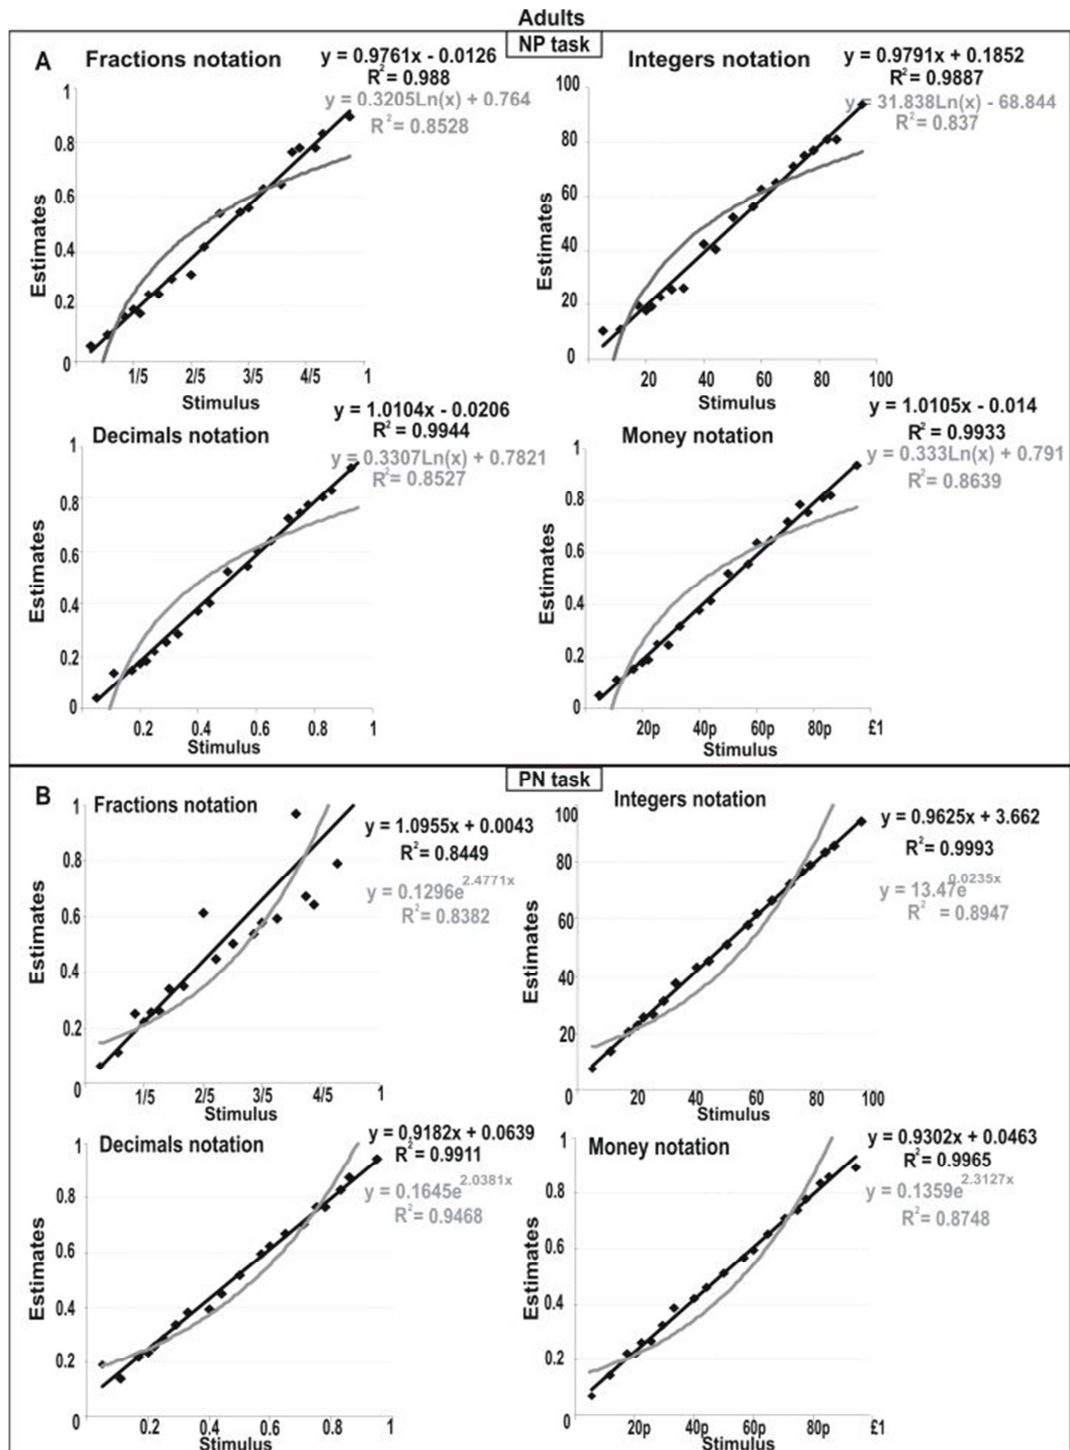 Adults
NP task
A
Fractions notation
y = 0.9761x - 0.0126
R2 = 0.988
y = 0.3205Ln(x) + 0.764
R2 = 0.8528
1
0.8
0.6
0.4
0.2
0
Estimates
1/5 2/5 3/5 4/5 1
Stimulus
Integers notation
y = 0.9791x + 0.1852
R2 = 0.9887
y = 31.838Ln(x) - 68.844
R2 = 0.837
100
80
60
40
20
0
Estimates
20 40 60 80 100
Stimulus
Decimals notation
y = 1.0104x - 0.0206
R2 = 0.9944
y = 0.3307Ln(x) + 0.7821
R2 = 0.8527
1
0.8
0.6
0.4
0.2
0
Estimates
0.2 0.4 0.6 0.8 1
Stimulus
Money notation
y = 1.0105x - 0.014
R2 = 0.9933
y = 0.333Ln(x) + 0.791
R2 = 0.8639
1
0.8
0.6
0.4
0.2
0
Estimates
20p 40p 60p 80p £1
Stimulus
PN task
B
Fractions notation
y = 1.0955x + 0.0043
R2 = 0.8449
y = 0.1296e2.4771x
R2 = 0.8382
1
0.8
0.6
0.4
0.2
0
Estimates
1/5 2/5 3/5 4/5 1
Stimulus
Integers notation
y = 0.9625x + 3.662
R2 = 0.9993
y = 13.47e0.0235x
R2 = 0.8947
100
80
60
40
20
0
Estimates
20 40 60 80 100
Stimulus
Decimals notation
y = 0.9182x + 0.0639
R2 = 0.9911
y = 0.1645e2.0381x
R2 = 0.9468
1
0.8
0.6
0.4
0.2
0
Estimates
0.2 0.4 0.6 0.8 1
Stimulus
Money notation
y = 0.9302x + 0.0463
R2 = 0.9965
y = 0.1359e2.3127x
R2 = 0.8748
1
0.8
0.6
0.4
0.2
0
Estimates
20p 40p 60p 80p £1
Stimulus